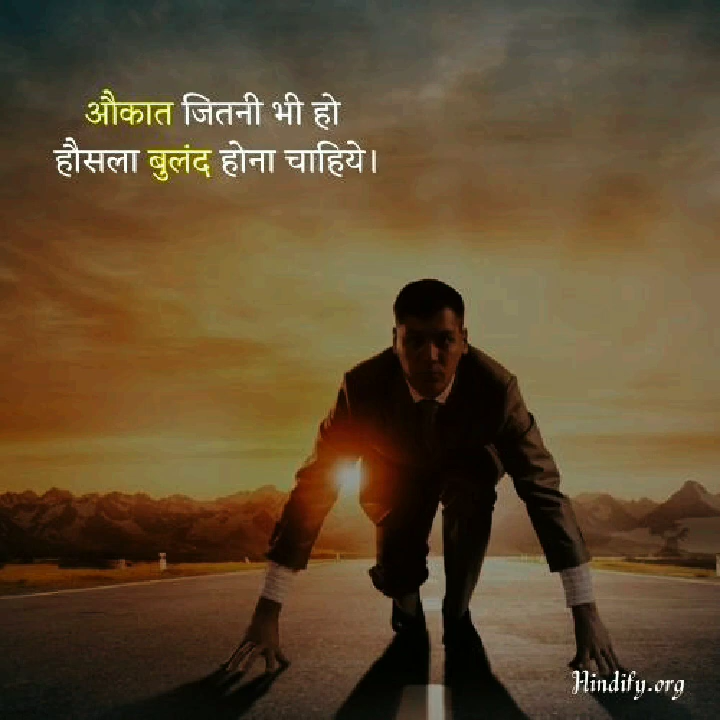 औकात जितनी भी हो
हौसला बुलंद होना चाहिये।
Hindify.org